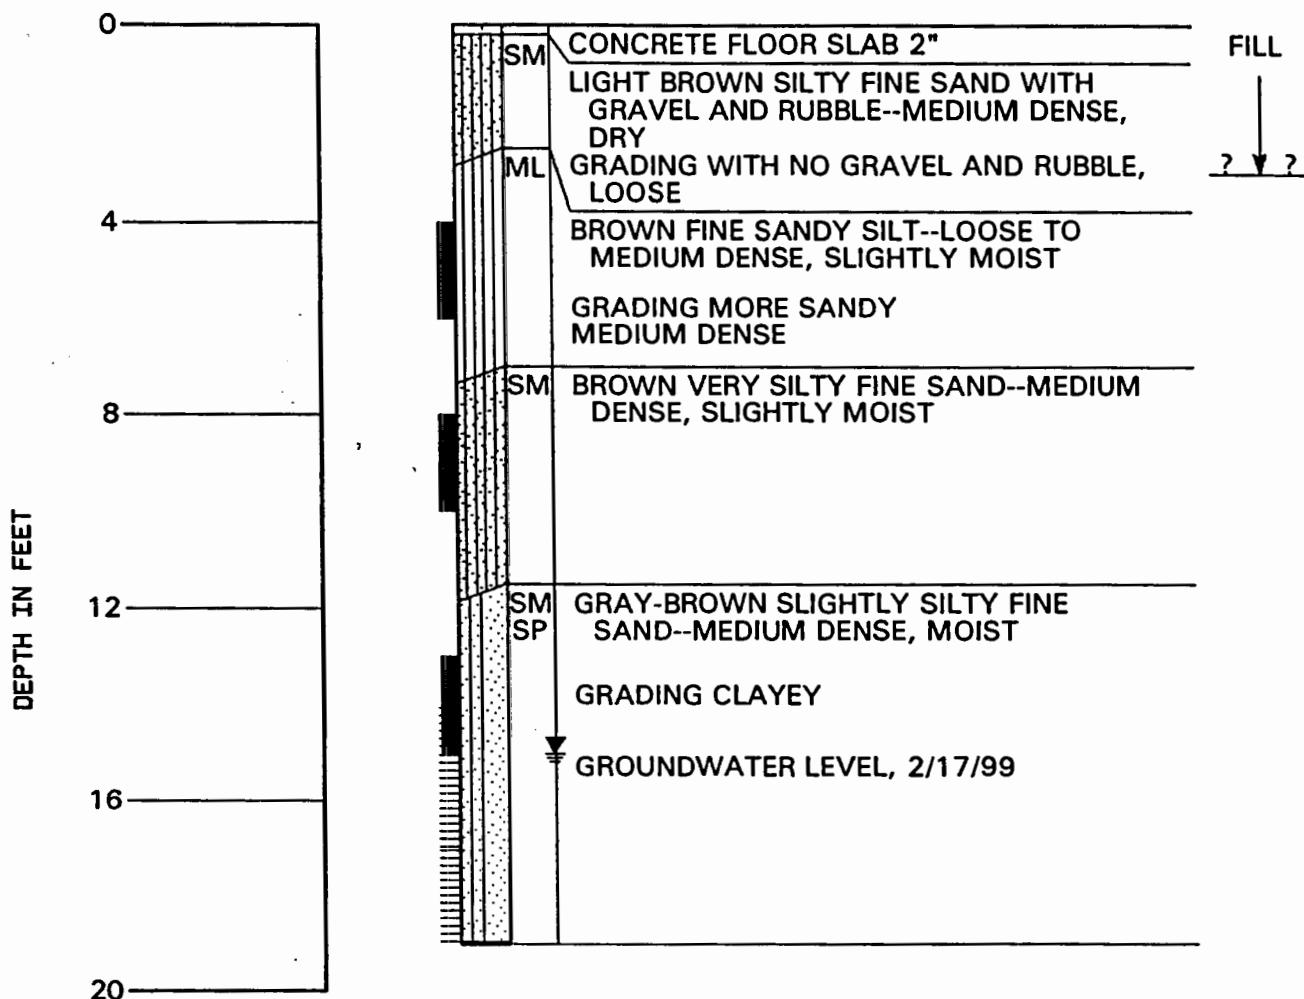 0
CONCRETE FLOOR SLAB 2"
SM
FILL
LIGHT BROWN SILTY FINE SAND WITH
GRAVEL AND RUBBLE--MEDIUM DENSE,
DRY
ML
GRADING WITH NO GRAVEL AND RUBBLE,
LOOSE
? ?
4
BROWN FINE SANDY SILT--LOOSE TO
MEDIUM DENSE, SLIGHTLY MOIST
GRADING MORE SANDY
MEDIUM DENSE
SM
BROWN VERY SILTY FINE SAND--MEDIUM
DENSE, SLIGHTLY MOIST
8
DEPTH IN FEET
12
SM
SP
GRAY-BROWN SLIGHTLY SILTY FINE
SAND--MEDIUM DENSE, MOIST
GRADING CLAYEY
GROUNDWATER LEVEL, 2/17/99
16
20